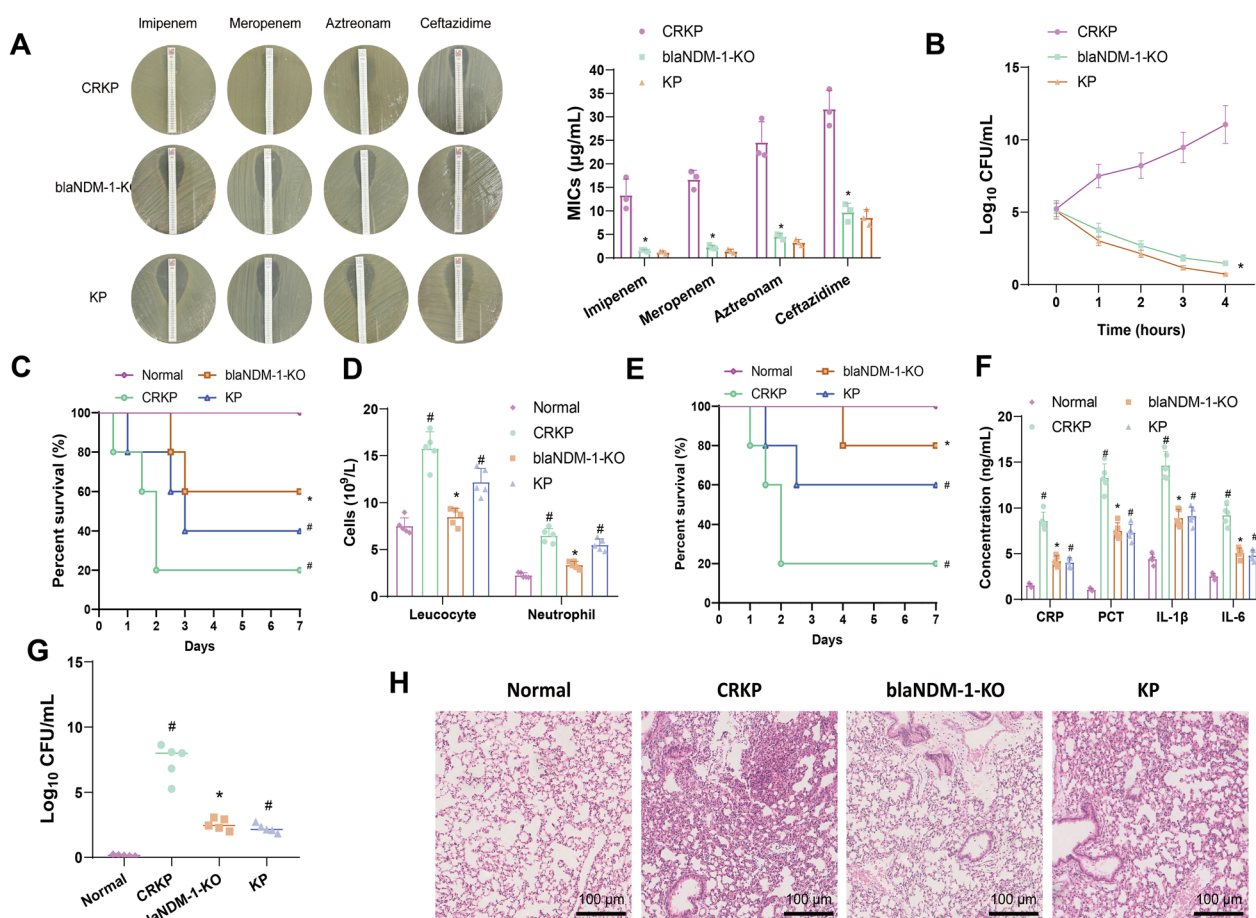 A
Imipenem Meropenem Aztreonam Ceftazidime
CRKP
blaNDM-1-K
KP
CRKP
blaNDM-1-KO
KP
MICs (μg/mL)
40
35
30
25
20
15
10
5
0
* * * *
Imipenem Meropenem Aztreonam Ceftazidime
B
CRKP
blaNDM-1-KO
KP
Log₁₀ CFU/mL
15
10
5
0
*
0 1 2 3 4
Time (hours)
C
Normal blaNDM-1-KO
CRKP KP
Percent survival (%)
100
80
60
40
20
0
*
#
#
0 1 2 3 4 5 6 7
Days
D
Normal
CRKP
blaNDM-1-KO
KP
Cells (10⁹/L)
20
15
10
5
0
# * # # * #
Leucocyte Neutrophil
E
Normal blaNDM-1-KO
CRKP KP
Percent survival (%)
100
80
60
40
20
0
*
#
#
0 1 2 3 4 5 6 7
Days
F
Normal blaNDM-1-KO
CRKP KP
Concentration (ng/mL)
20
15
10
5
0
# * # # * # # * # # * #
CRP PCT IL-1β IL-6
G
Log₁₀ CFU/mL
15
10
5
0
# * #
Normal CRKP blaNDM-1-KO KP
H
Normal CRKP blaNDM-1-KO KP
100 μm 100 μm 100 μm 100 μm